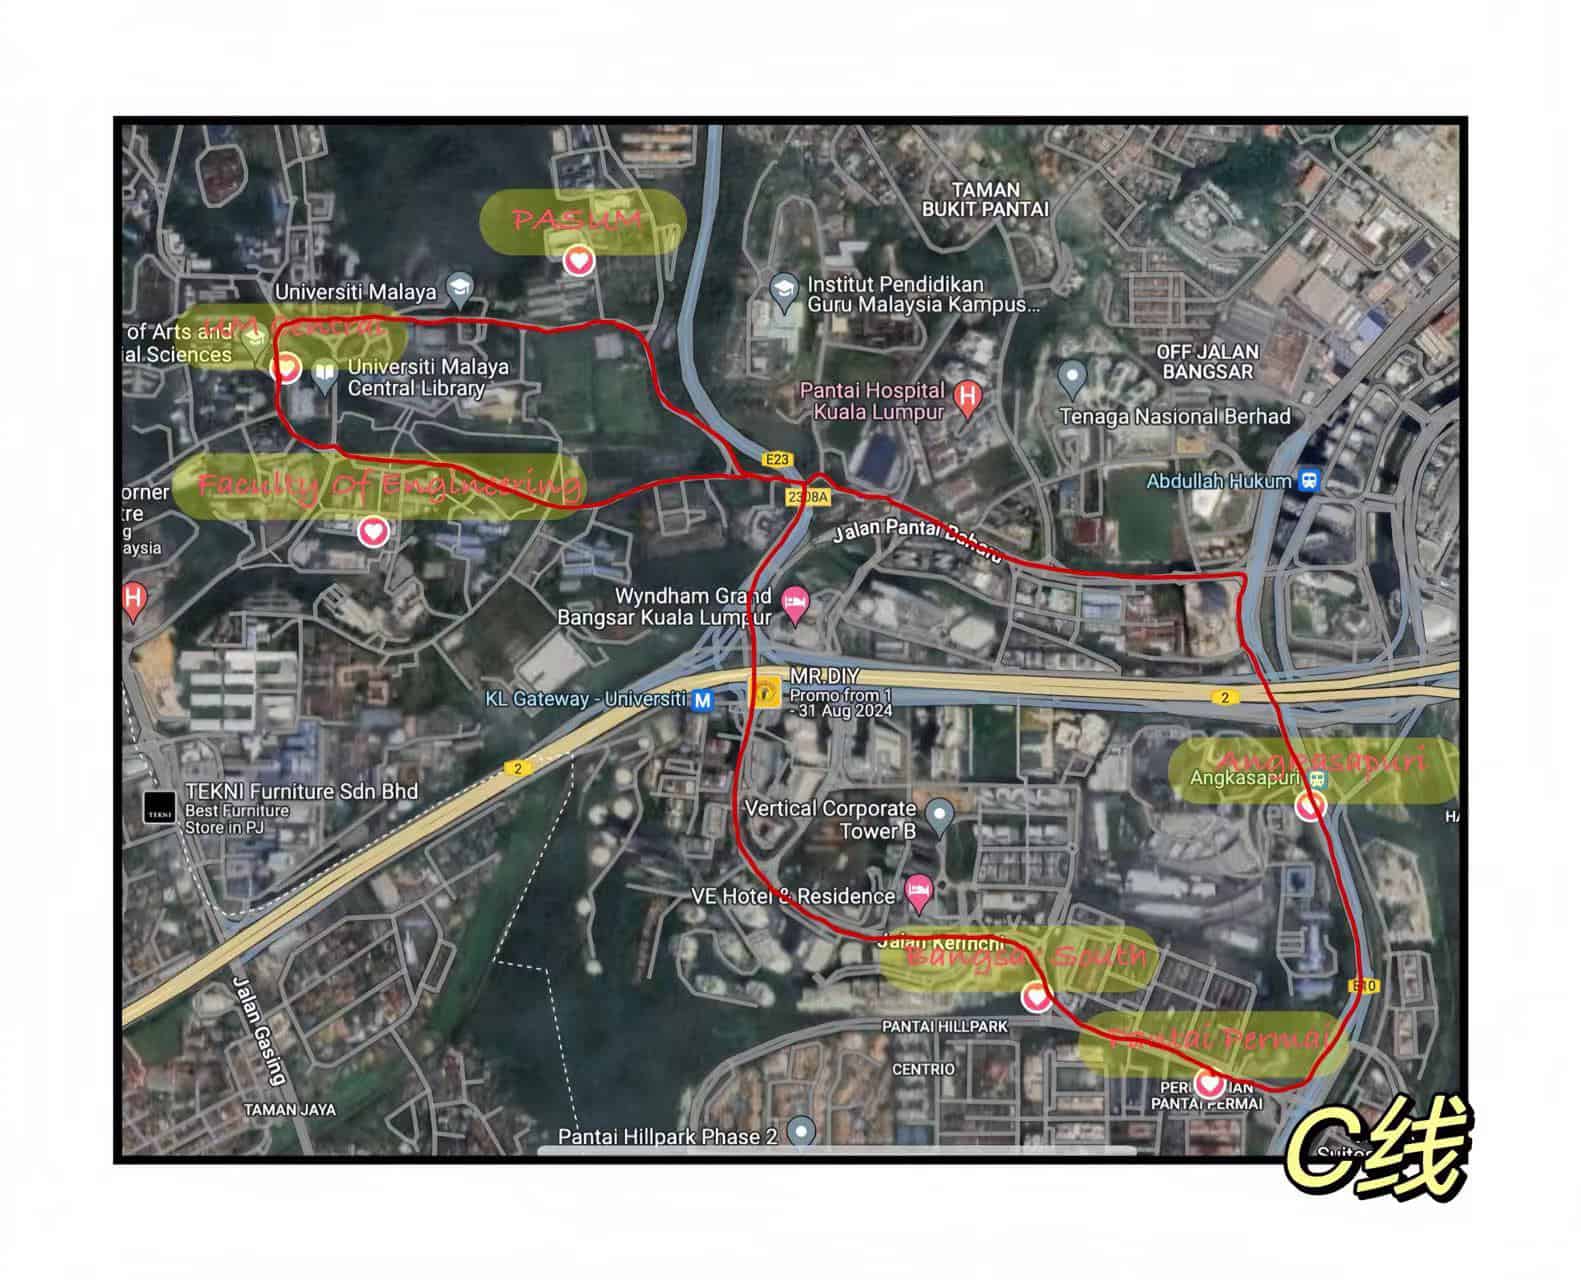 TAMAN
BUKIT PANTAI
PASUM
Universiti Malaya
Institut Pendidikan
Guru Malaysia Kampus...
UM Central
of Arts and
ial Sciences
Universiti Malaya
Central Library
OFF JALAN
BANGSAR
Pantai Hospital
Kuala Lumpur
H
Tenaga Nasional Berhad
E23
Abdullah Hukum
Faculty Of Engineering
2308A
orner
tre
g
aysia
Jalan Pantai Baharu
H
Wyndham Grand
Bangsar Kuala Lumpur
KL Gateway - Universiti M
MR.DIY
Promo from 1
- 31 Aug 2024
2
2
Angkasapuri
Angkasapuri
TEKNI Furniture Sdn Bhd
Best Furniture
Store in PJ
TEKNI
Vertical Corporate
Tower B
HA
VE Hotel & Residence
Jalan Kerinchi
Bangsar South
E10
Jalan Gasing
PANTAI HILLPARK
Pantai Permai
CENTRIO
PANTAI PERMAI
TAMAN JAYA
Pantai Hillpark Phase 2
C线